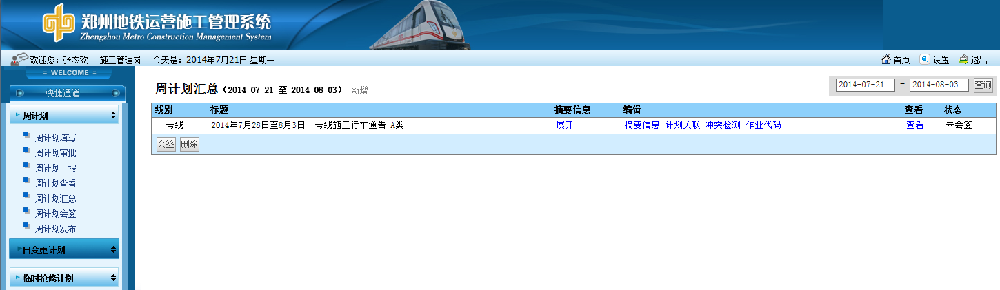 郑州地铁运营施工管理系统
Zhengzhou Metro Construction Management System
欢迎您：张农欢 施工管理岗 今天是：2014年7月21日 星期一 首页 设置 退出
= WELCOME =
快捷通道
周计划
周计划填写
周计划审批
周计划上报
周计划查看
周计划汇总
周计划会签
周计划发布
日变更计划
临时抢修计划
周计划汇总（2014-07-21 至 2014-08-03） 新增 2014-07-21 - 2014-08-03 查询
线别 标题 摘要信息 编辑 查看 状态
一号线 2014年7月28日至8月3日一号线施工行车通告-A类 展开 摘要信息 计划关联 冲突检测 作业代码 查看 未会签
会签 删除